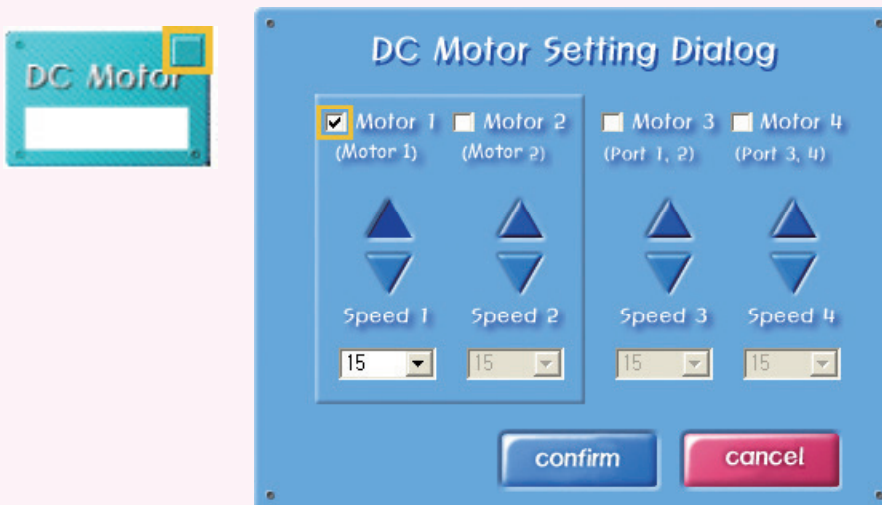 DC Motor
DC Motor Setting Dialog
Motor 1 Motor 2 Motor 3 Motor 4
(Motor 1) (Motor 2) (Port 1, 2) (Port 3, 4)
Speed 1 Speed 2 Speed 3 Speed 4
15 15 15 15
confirm cancel